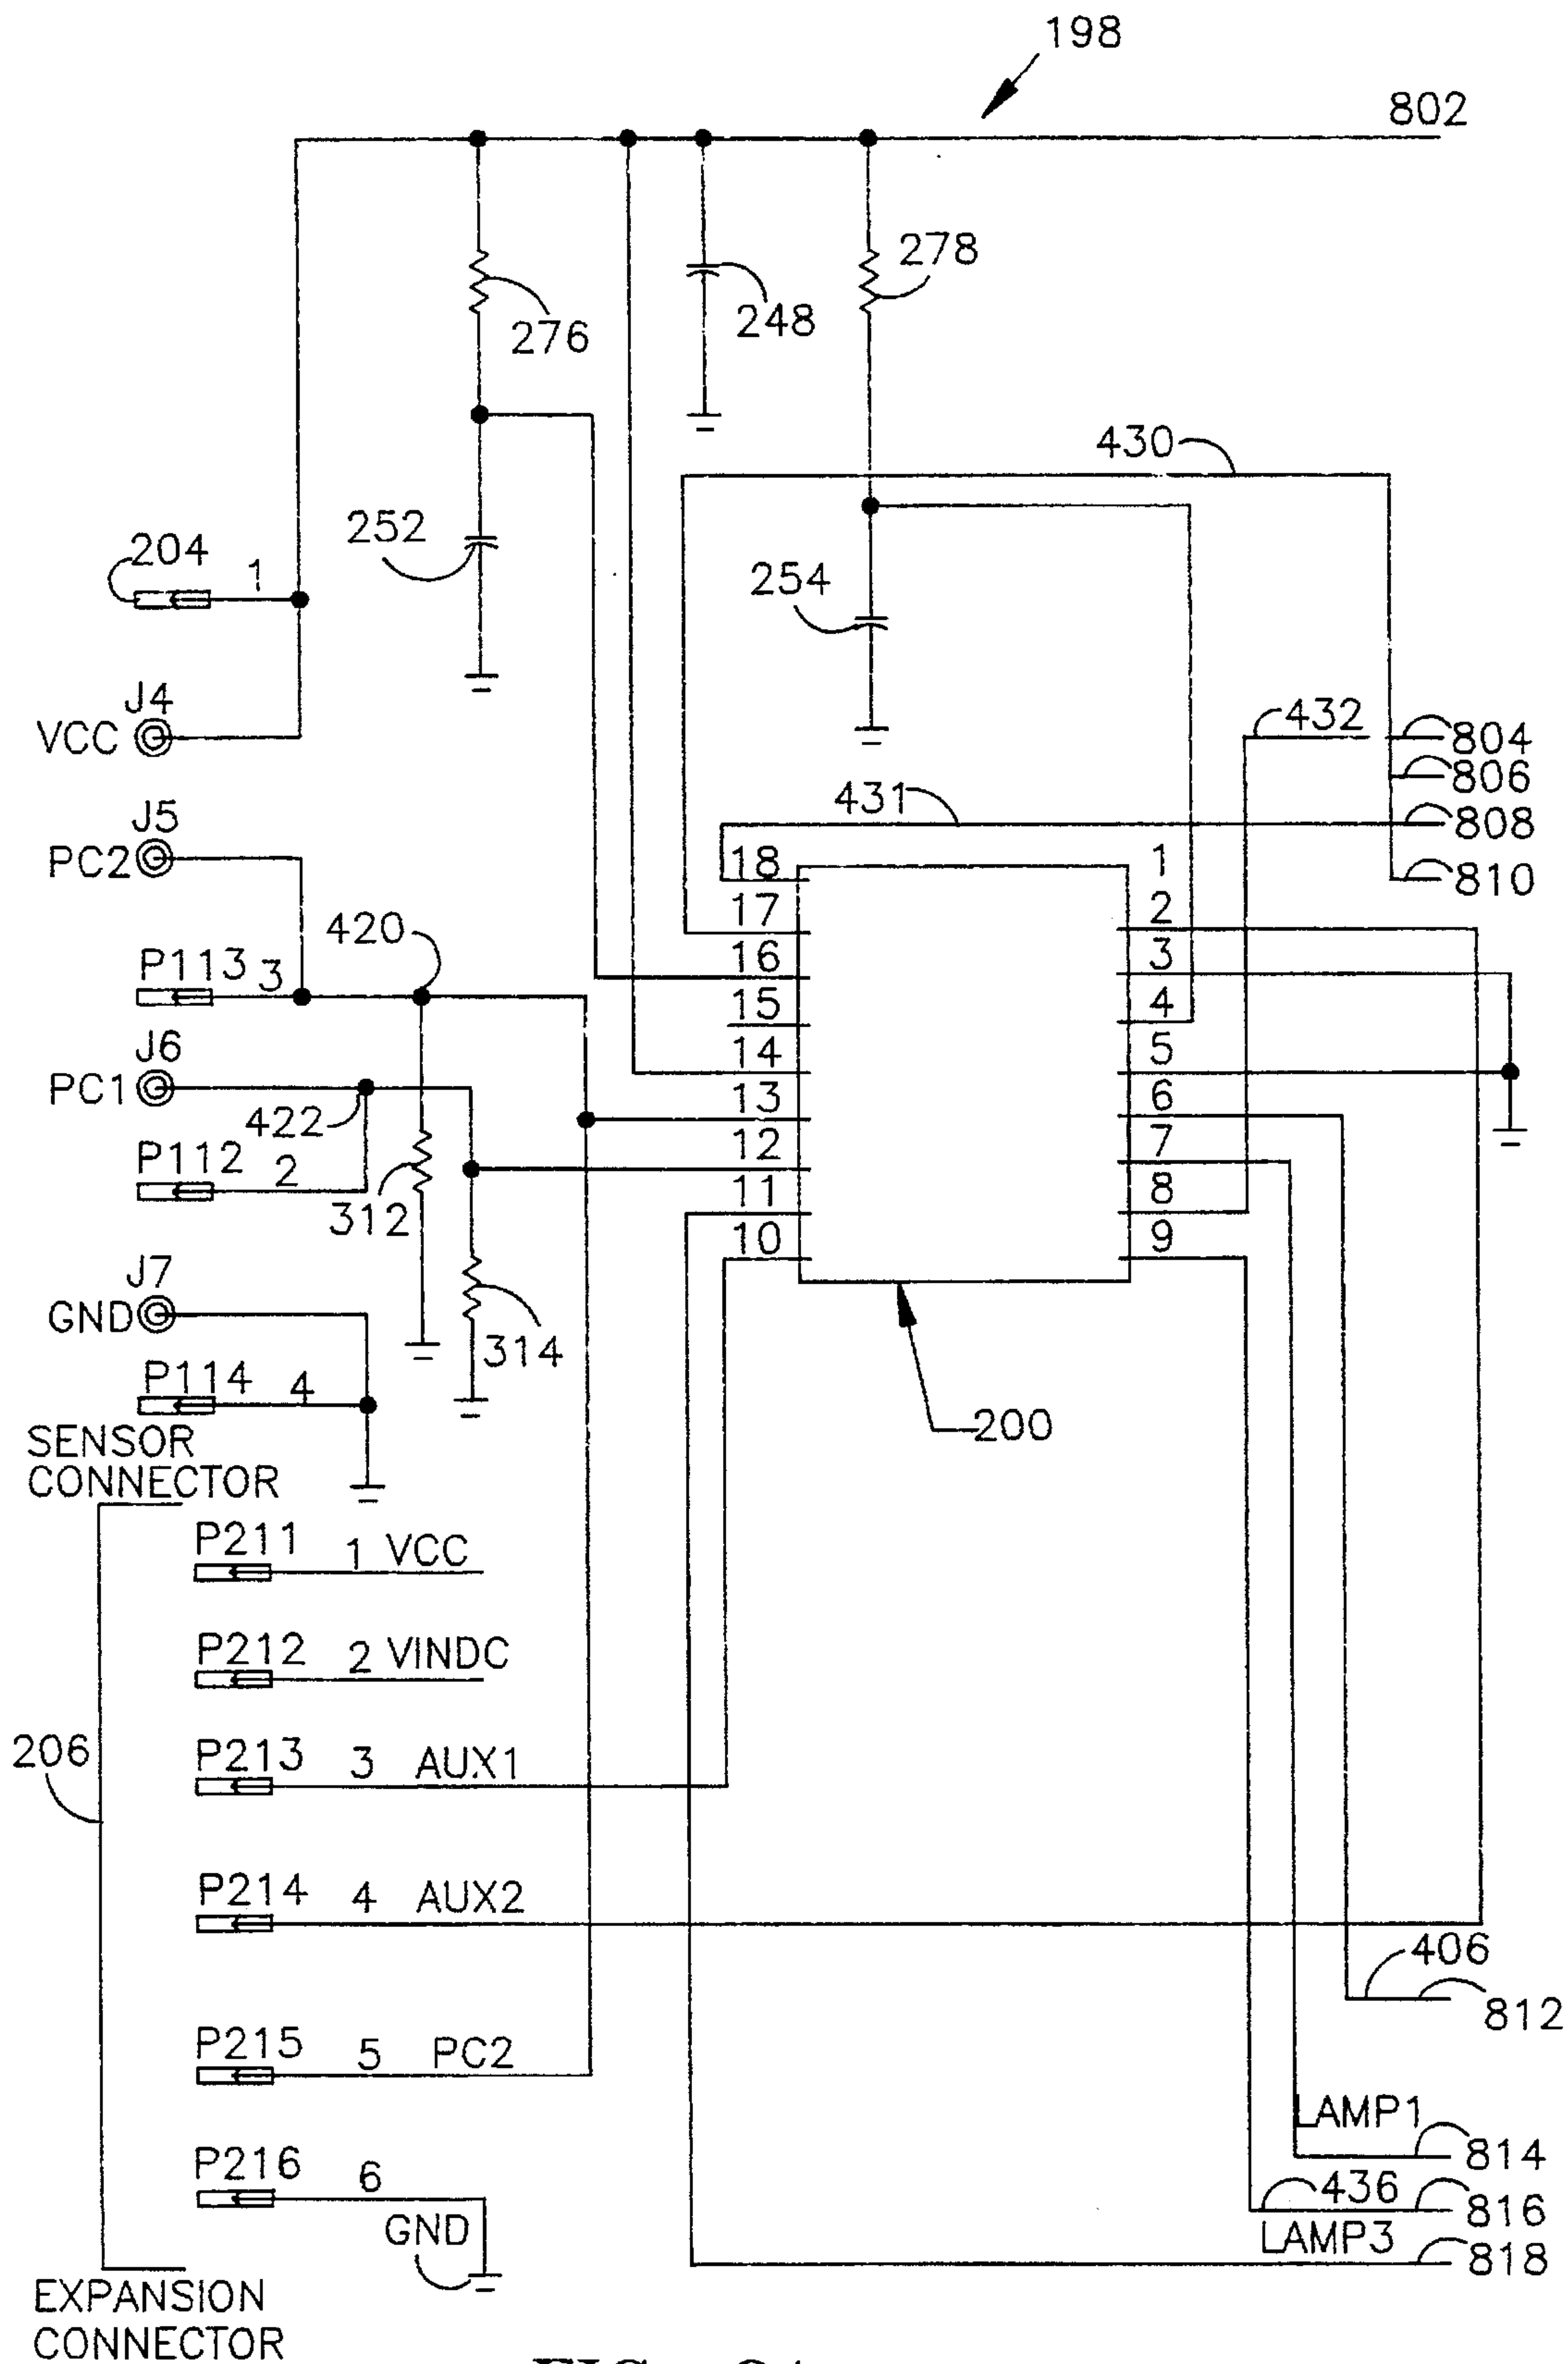 198
802
278
276
248
430
252
204
1
254
J4
VCC
432
804
806
431
808
J5
PC2
18
1
810
17
2
420
P113
3
16
3
15
4
J6
14
5
PC1
13
6
422
12
7
P112
2
11
8
312
10
9
J7
GND
314
P114
4
200
SENSOR
CONNECTOR
P211
1 VCC
P212
2 VINDC
206
P213
3 AUX1
P214
4 AUX2
406
812
P215
5 PC2
LAMP1
814
P216
6
436
816
GND
LAMP3
818
EXPANSION
CONNECTOR